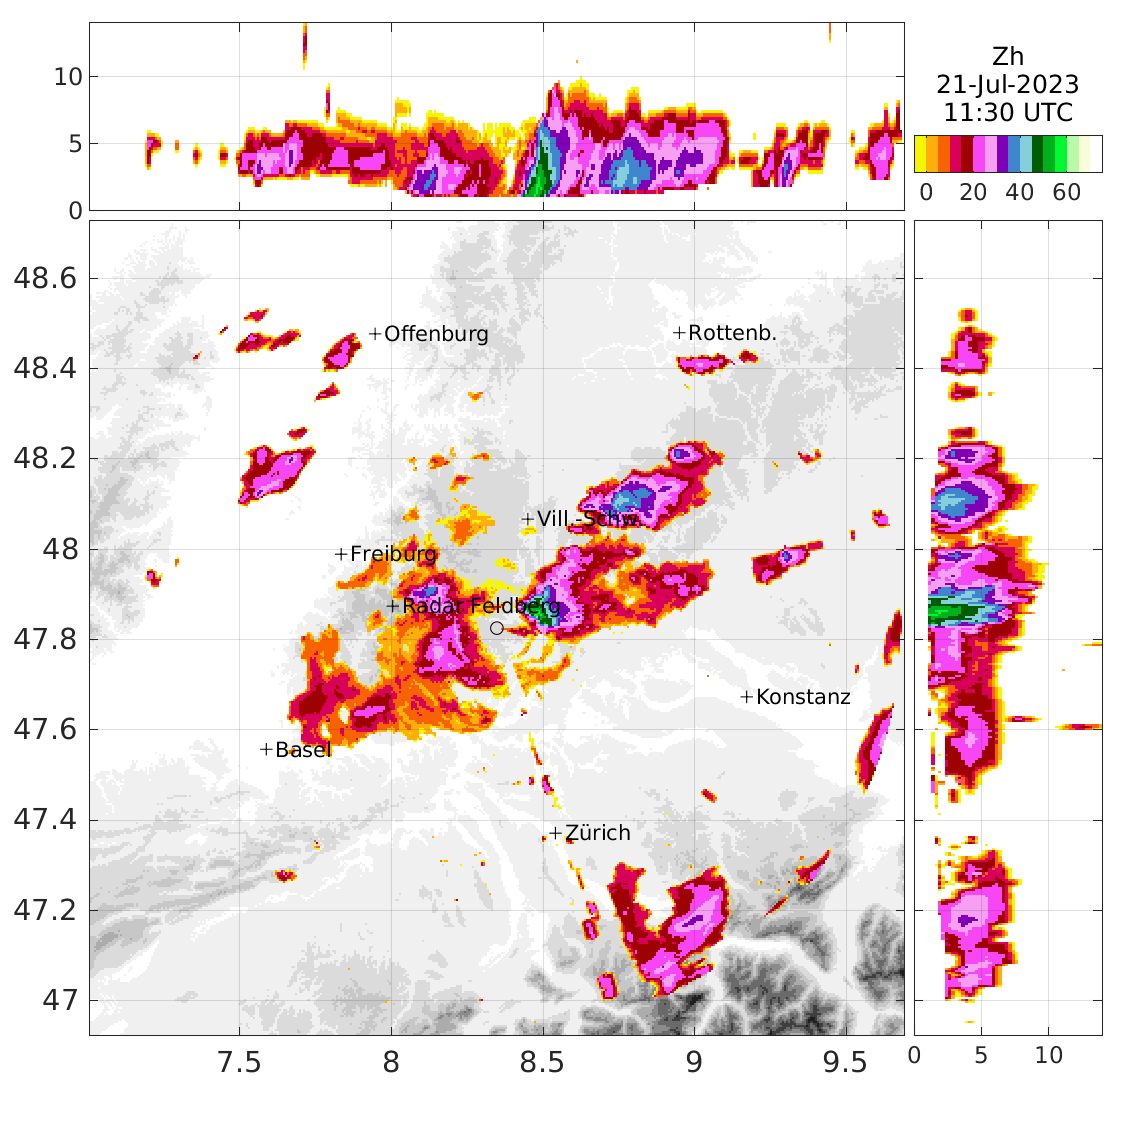 10
5
0
Zh
21-Jul-2023
11:30 UTC
0 20 40 60
48.6
48.4
48.2
48
47.8
47.6
47.4
47.2
47
+Offenburg
+Rottenb.
+Vill.-Schw.
+Freiburg
+Radar Feldberg
+Konstanz
+Basel
+Zürich
7.5 8 8.5 9 9.5
0 5 10